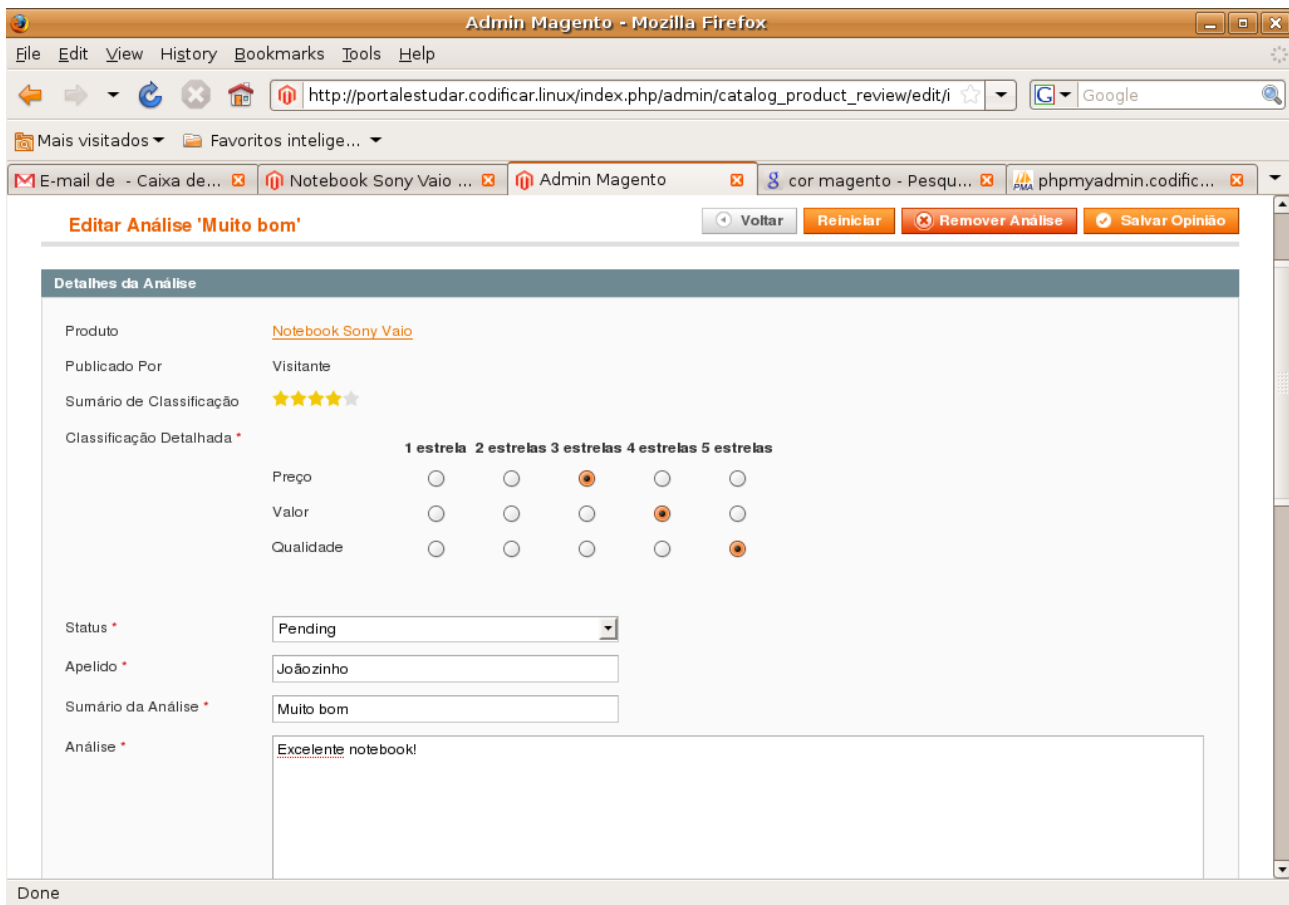 Admin Magento - Mozilla Firefox
File Edit View History Bookmarks Tools Help
http://portalestudar.codificar.linux/index.php/admin/catalog_product_review/edit/i
G Google
Mais visitados Favoritos intelige...
E-mail de - Caixa de... Notebook Sony Vaio ... Admin Magento cor magento - Pesqu... phpmyadmin.codific...
Editar Análise 'Muito bom' Voltar Reiniciar Remover Análise Salvar Opinião
Detalhes da Análise
Produto Notebook Sony Vaio
Publicado Por Visitante
Sumário de Classificação
Classificação Detalhada *
1 estrela 2 estrelas 3 estrelas 4 estrelas 5 estrelas
Preço
Valor
Qualidade
Status * Pending
Apelido * Joãozinho
Sumário da Análise * Muito bom
Análise * Excelente notebook!
Done